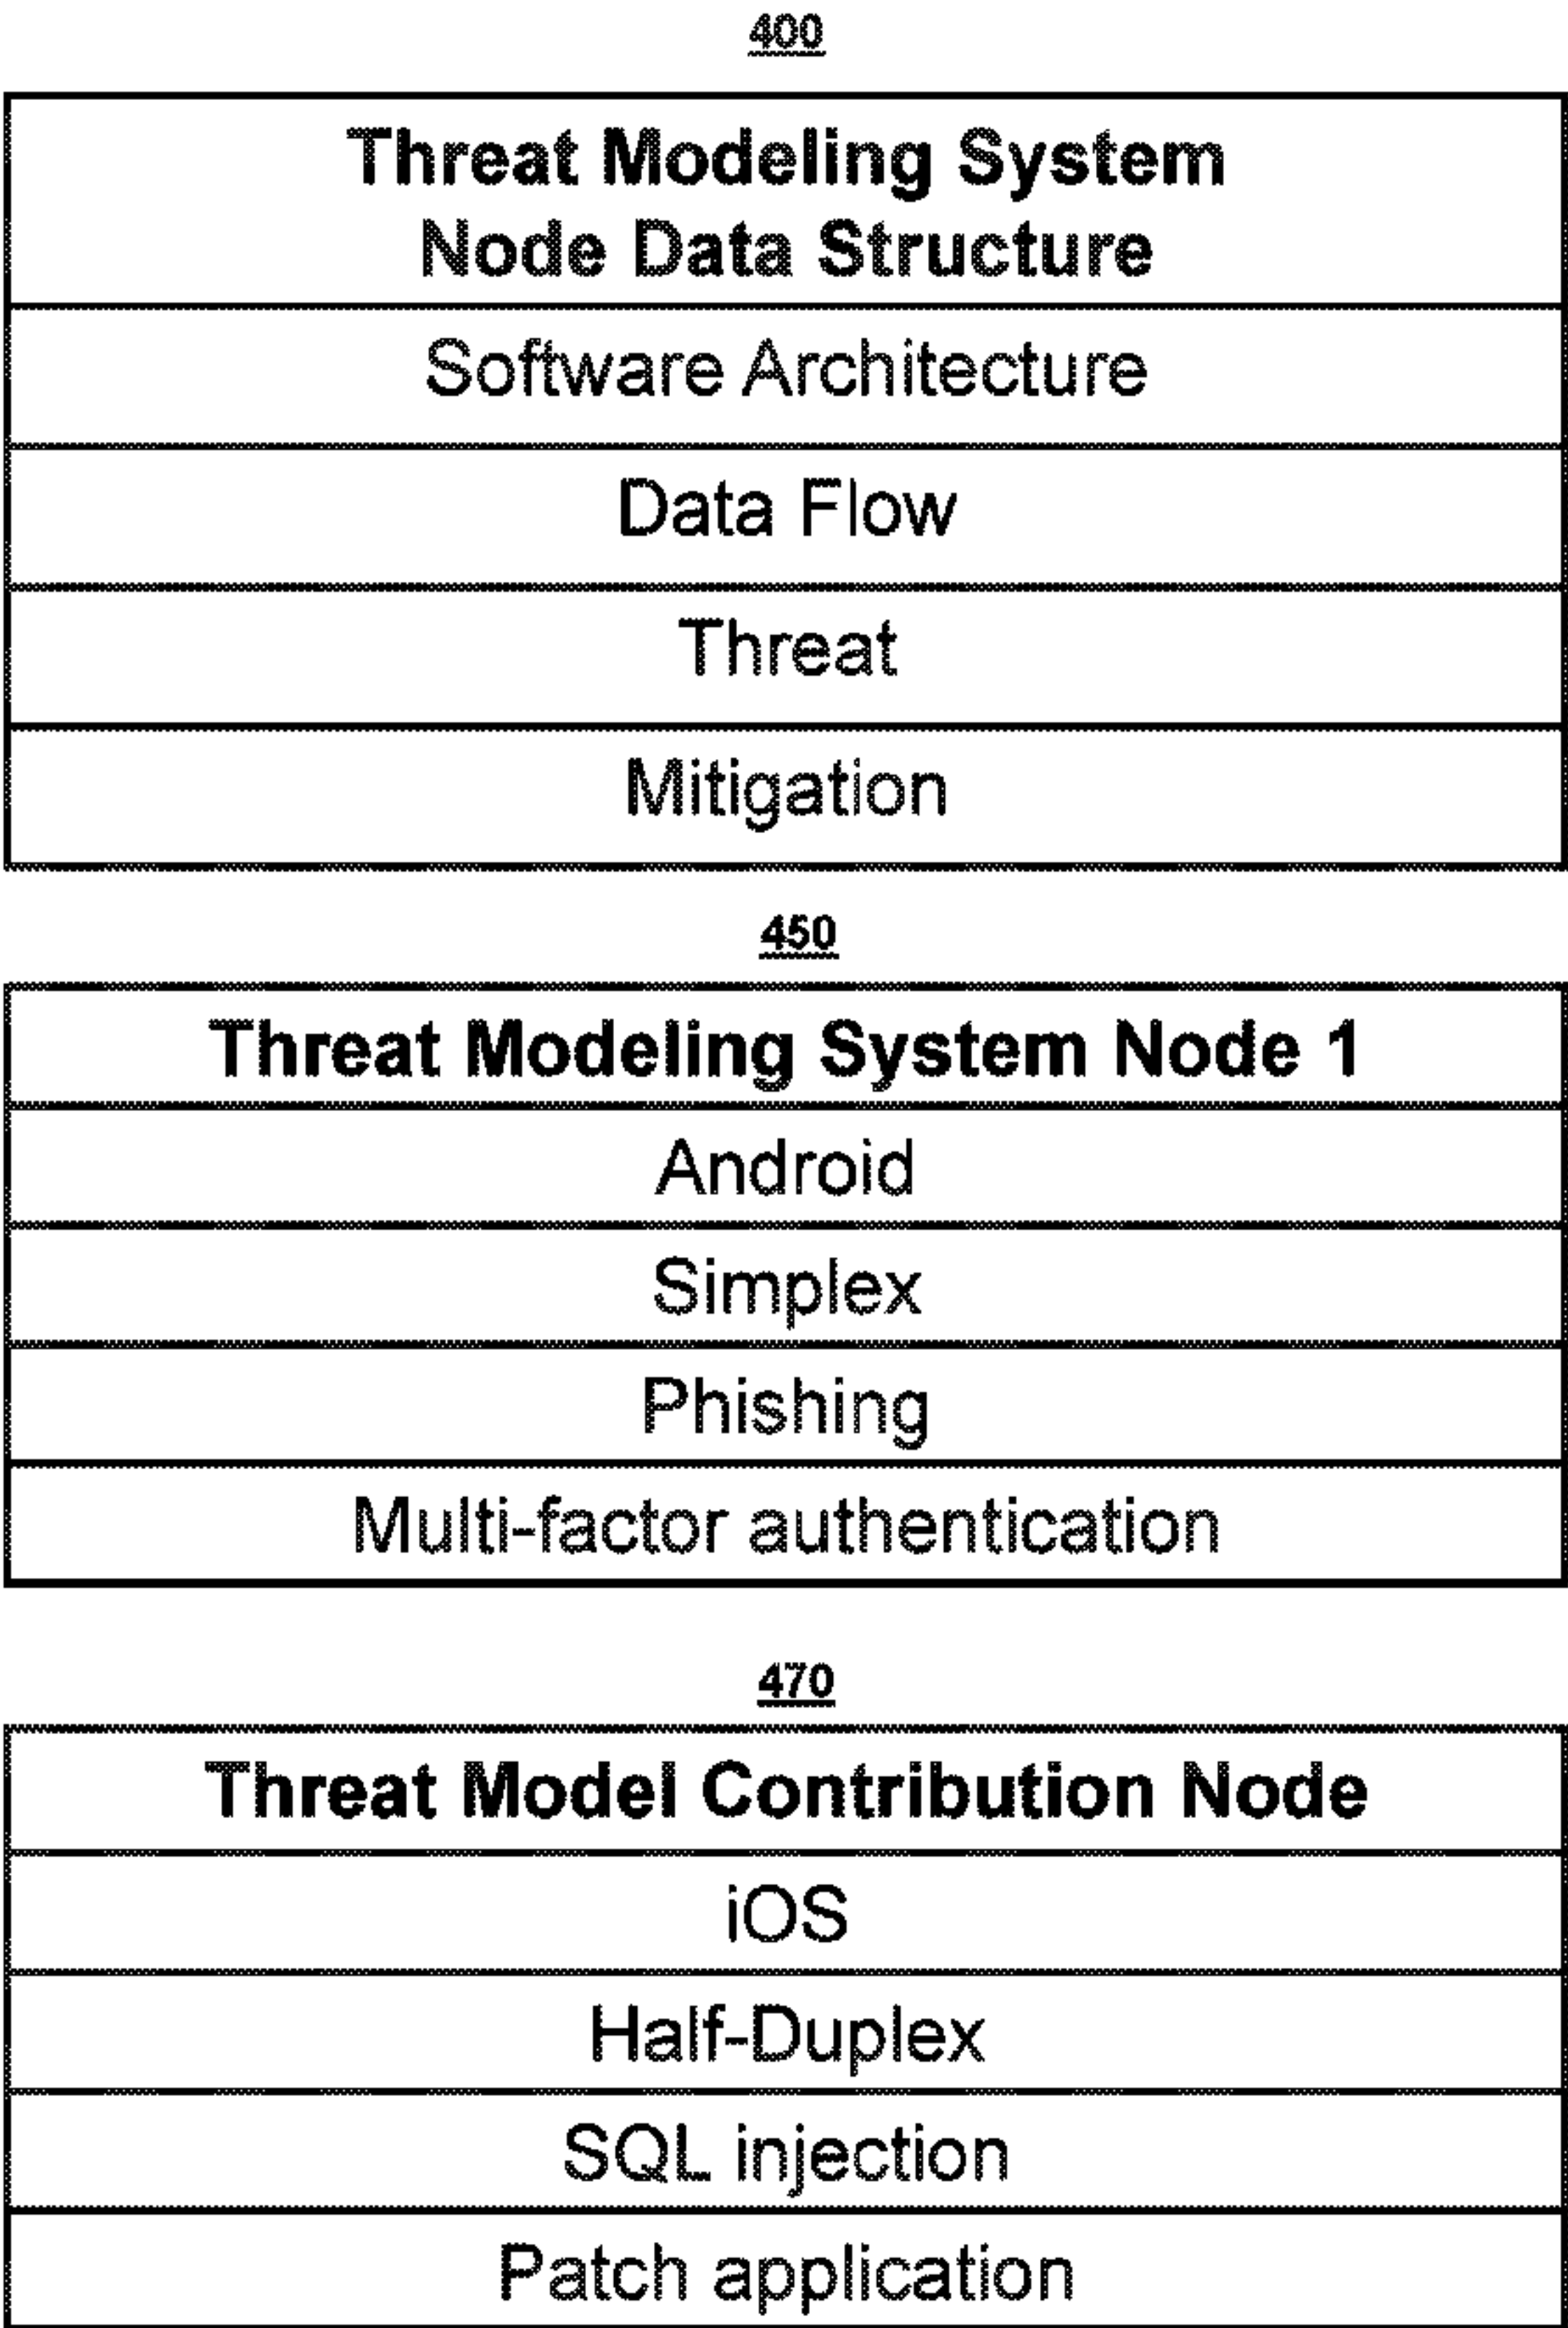 400
Threat Modeling System
Node Data Structure
Software Architecture
Data Flow
Threat
Mitigation
450
Threat Modeling System Node 1
Android
Simplex
Phishing
Multi-factor authentication
470
Threat Model Contribution Node
iOS
Half-Duplex
SQL injection
Patch application